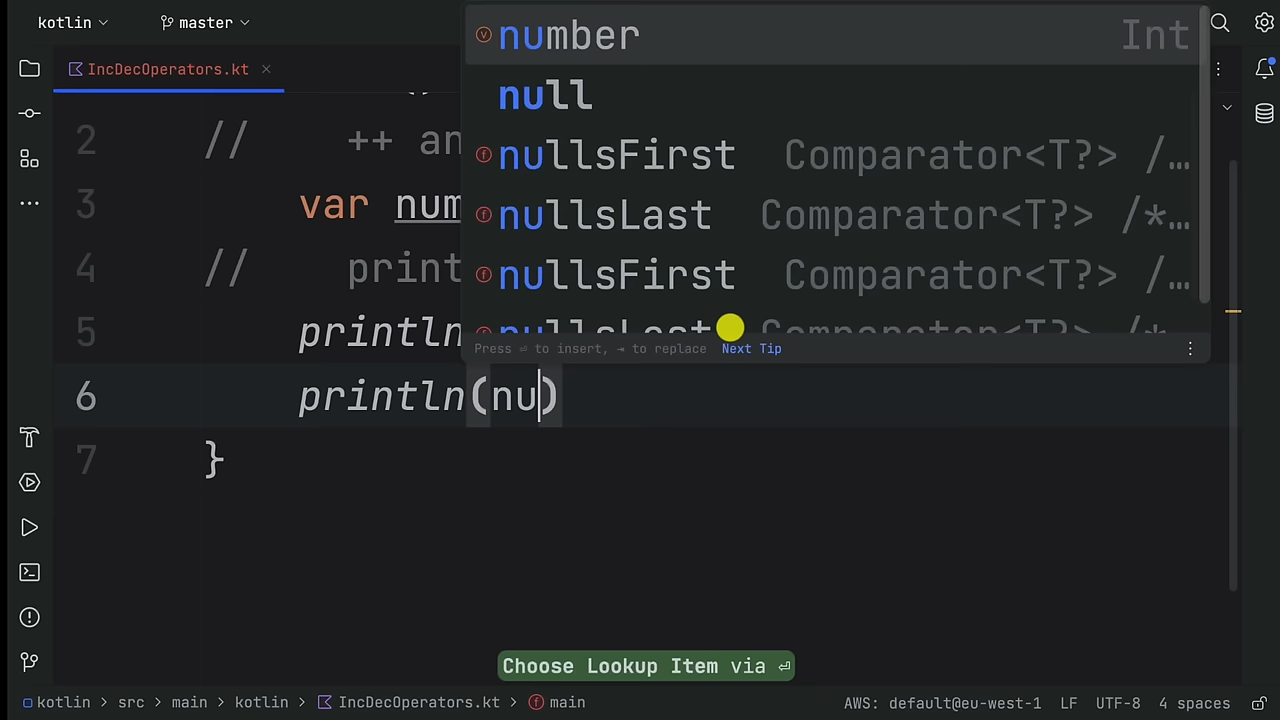 kotlin
master
IncDecOperators.kt
number Int
null
nullsFirst Comparator<T?> /…
nullsLast Comparator<T?> /*…
nullsFirst Comparator<T?> /…
nullsLast Comparator<T?> /*
Press ⏎ to insert, ⇥ to replace Next Tip
2 // ++ an
3 var num
4 // print
5 println
6 println(nu)
7 }
Choose Lookup Item via ⏎
kotlin > src > main > kotlin > IncDecOperators.kt > main
AWS: default@eu-west-1 LF UTF-8 4 spaces